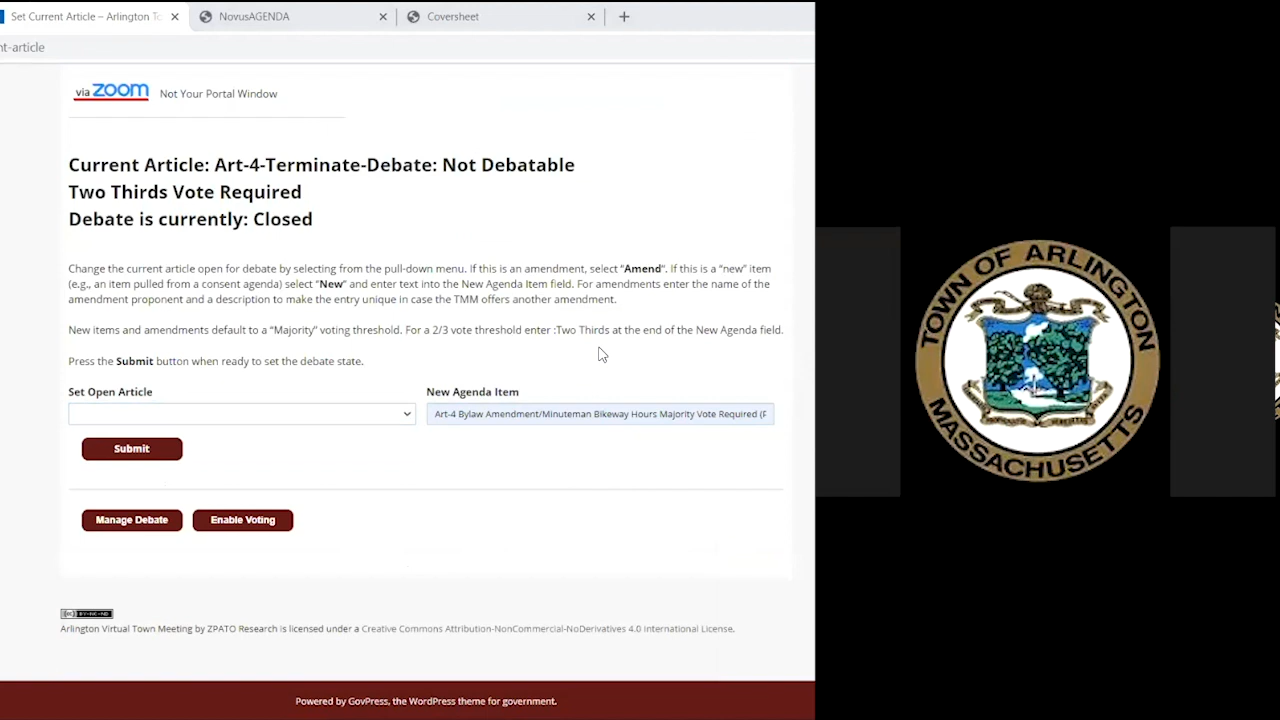 Set Current Article – Arlington To
NovusAGENDA
Coversheet
nt-article
via zoom Not Your Portal Window
Current Article: Art-4-Terminate-Debate: Not Debatable
Two Thirds Vote Required
Debate is currently: Closed
Change the current article open for debate by selecting from the pull-down menu. If this is an amendment, select “Amend”. If this is a “new” item
(e.g., an item pulled from a consent agenda) select “New” and enter text into the New Agenda Item field. For amendments enter the name of the
amendment proponent and a description to make the entry unique in case the TMM offers another amendment.
New items and amendments default to a “Majority” voting threshold. For a 2/3 vote threshold enter :Two Thirds at the end of the New Agenda field.
Press the Submit button when ready to set the debate state.
Set Open Article
New Agenda Item
Art-4 Bylaw Amendment/Minuteman Bikeway Hours Majority Vote Required (F
Submit
Manage Debate
Enable Voting
Arlington Virtual Town Meeting by ZPATO Research is licensed under a Creative Commons Attribution-NonCommercial-NoDerivatives 4.0 International License.
Powered by GovPress, the WordPress theme for government.
TOWN OF ARLINGTON
MASSACHUSETTS